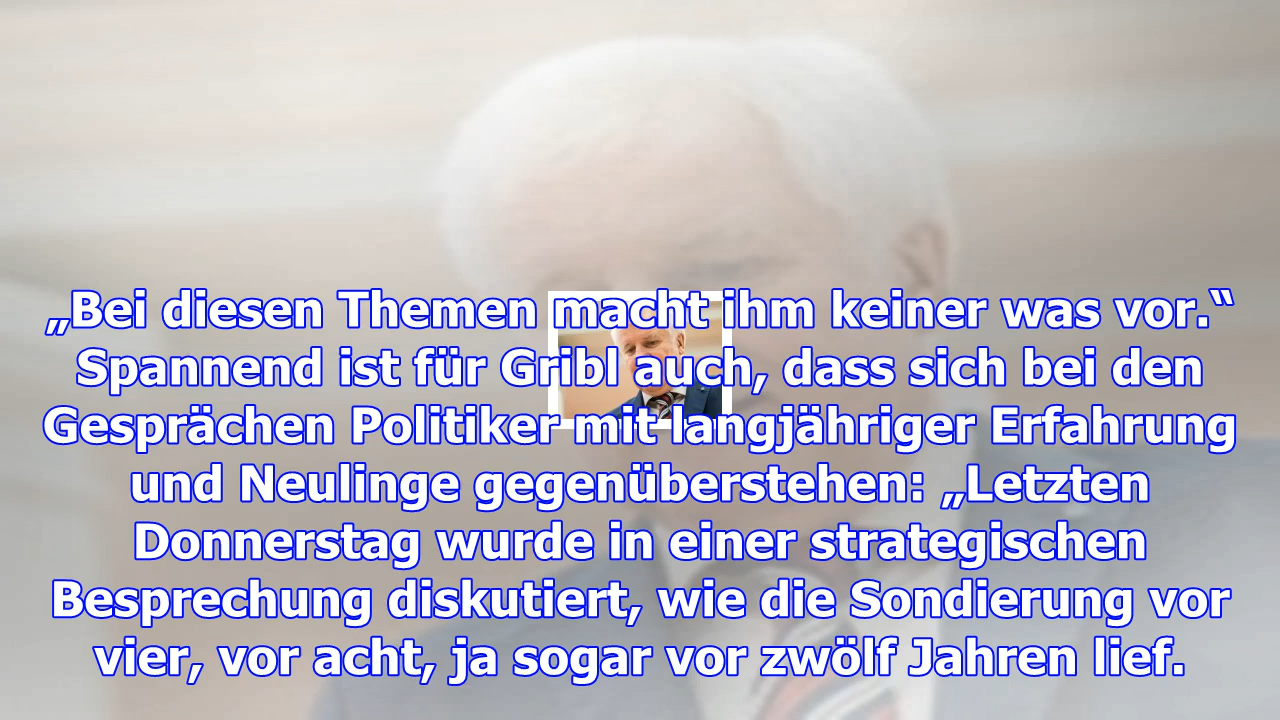 „Bei diesen Themen macht ihm keiner was vor.“
Spannend ist für Gribl auch, dass sich bei den
Gesprächen Politiker mit langjähriger Erfahrung
und Neulinge gegenüberstehen: „Letzten
Donnerstag wurde in einer strategischen
Besprechung diskutiert, wie die Sondierung vor
vier, vor acht, ja sogar vor zwölf Jahren lief.